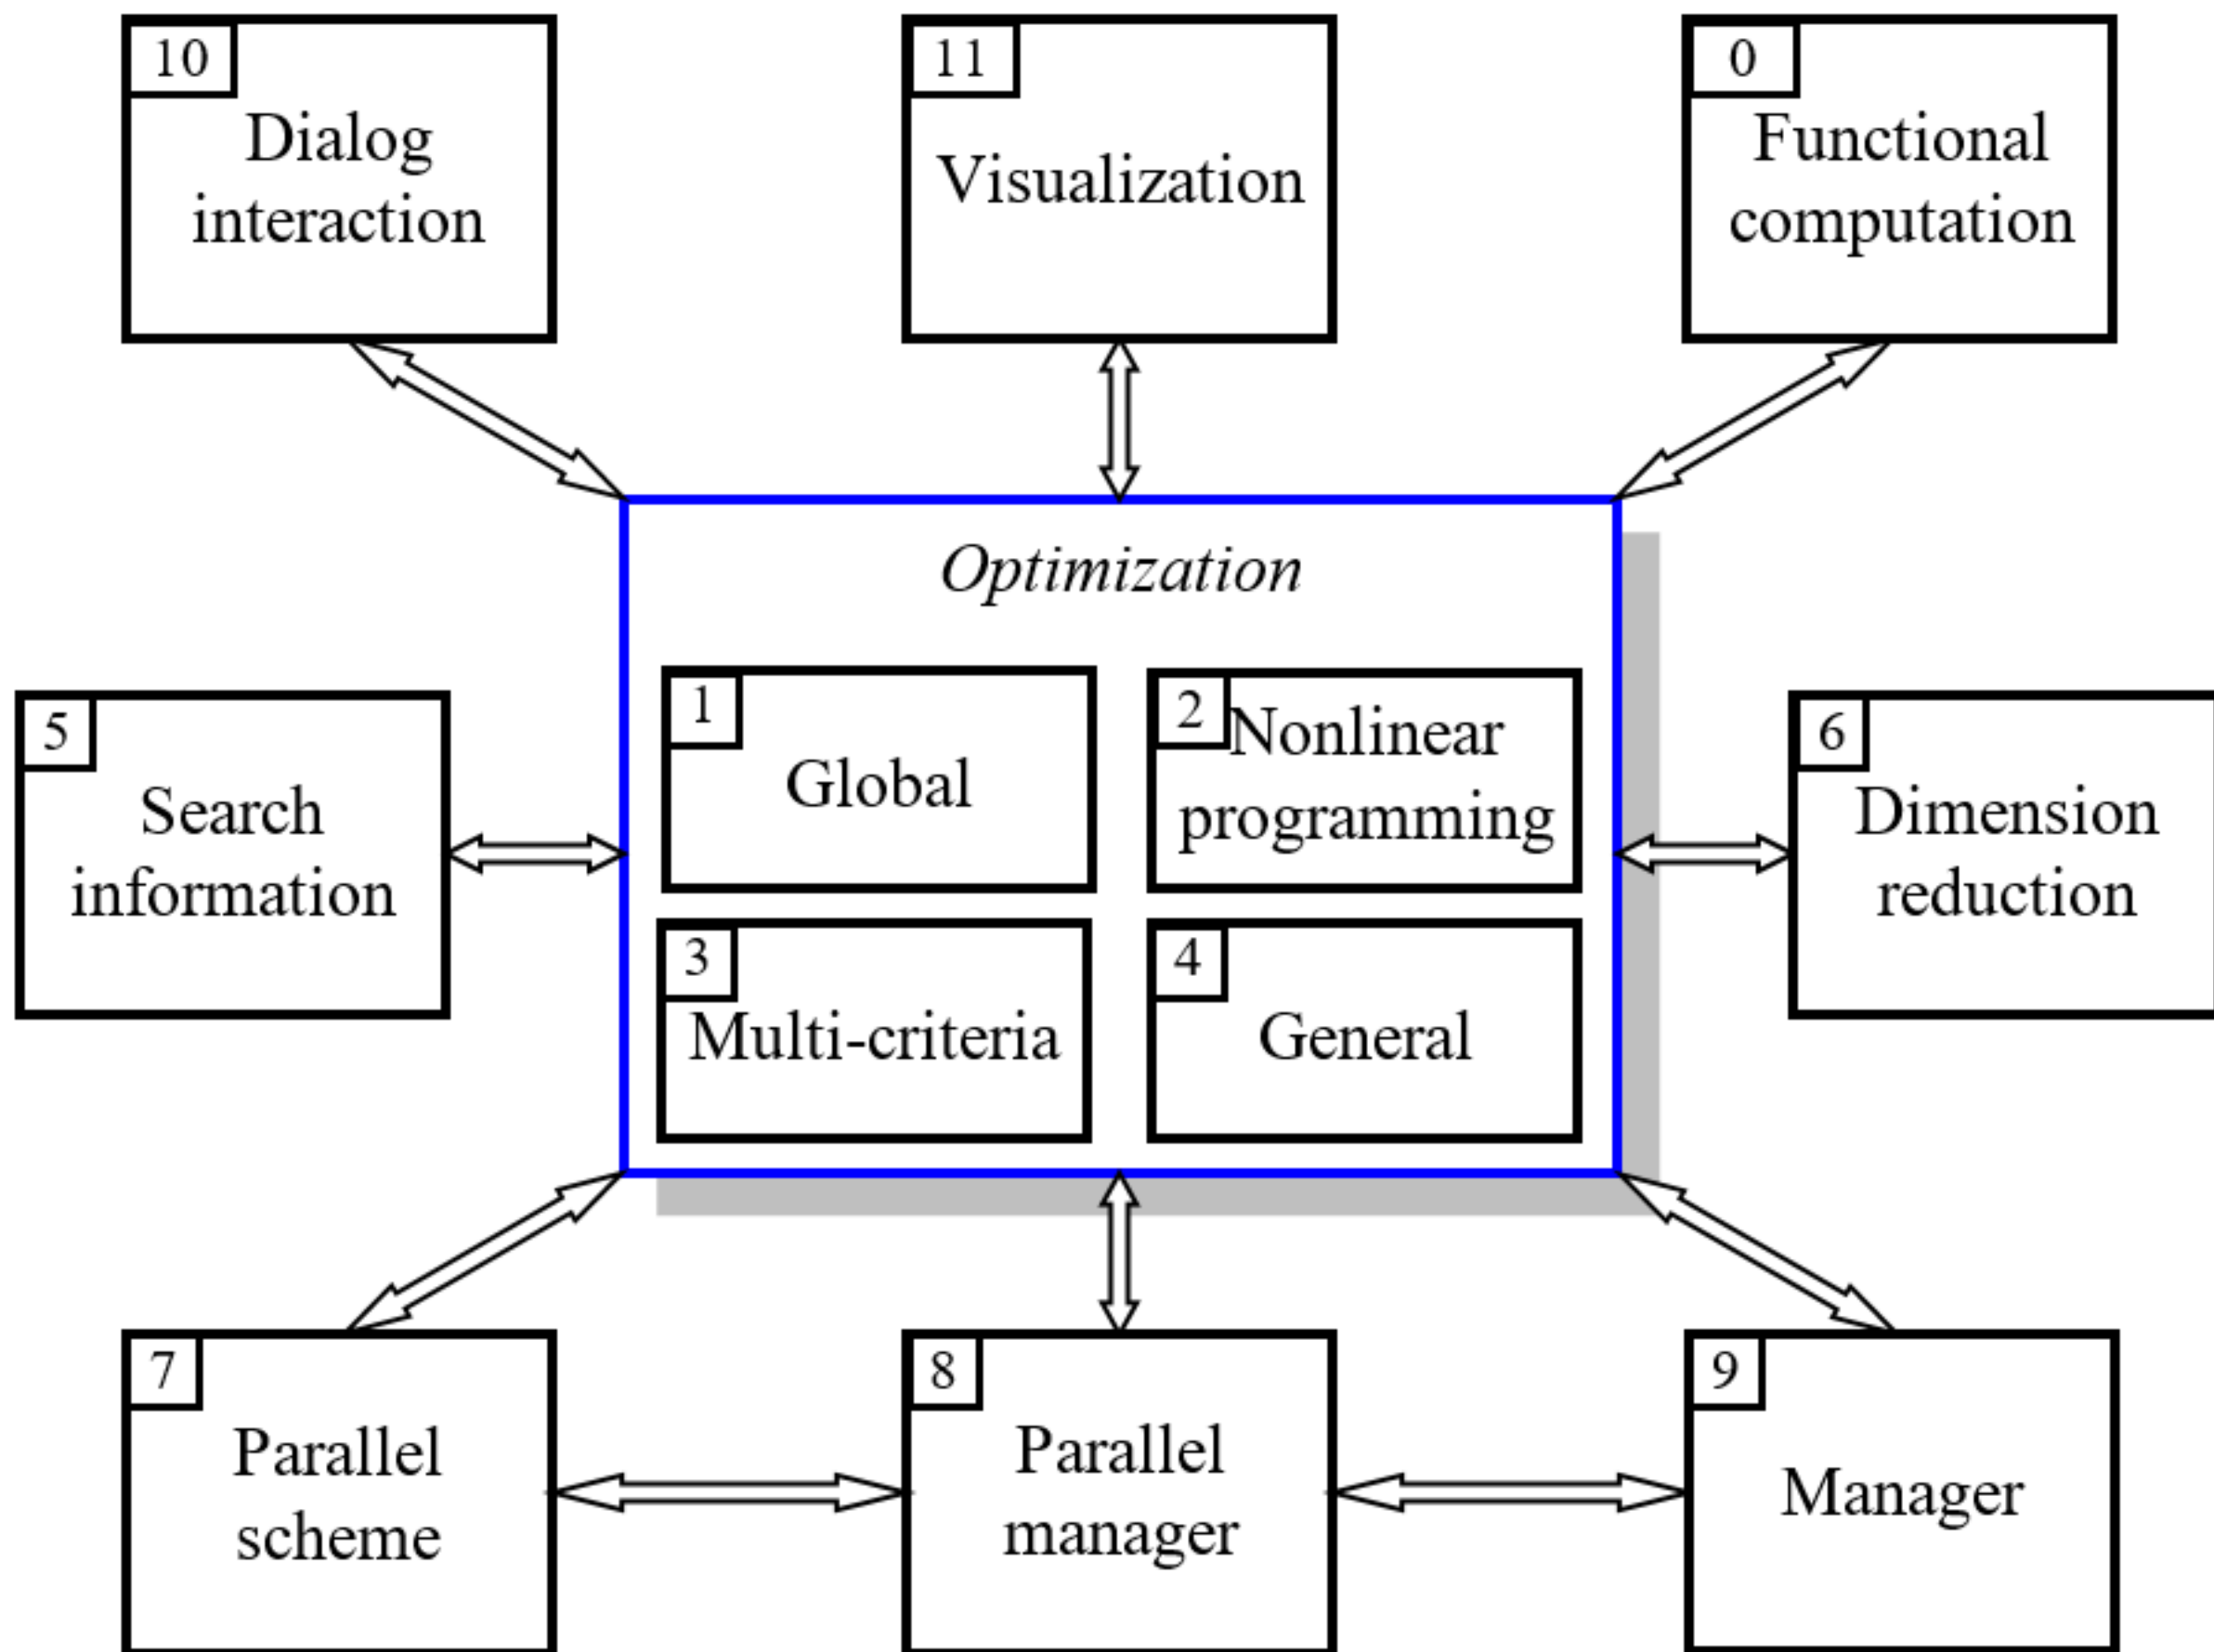 10
Dialog
interaction
11
Visualization
0
Functional
computation
Optimization
5
Search
information
1
Global
2
Nonlinear
programming
3
Multi-criteria
4
General
6
Dimension
reduction
7
Parallel
scheme
8
Parallel
manager
9
Manager